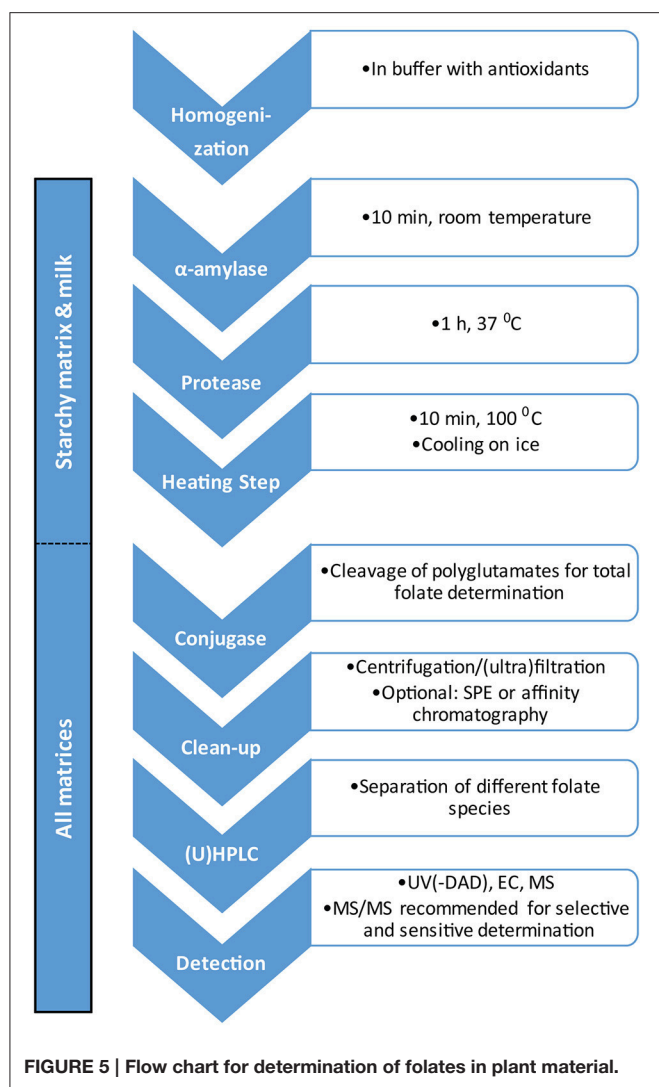 Homogeni-
zation
•In buffer with antioxidants
Starchy matrix & milk
α-amylase
•10 min, room temperature
Protease
•1 h, 37 ⁰C
Heating Step
•10 min, 100 ⁰C
•Cooling on ice
All matrices
Conjugase
•Cleavage of polyglutamates for total
folate determination
Clean-up
•Centrifugation/(ultra)filtration
•Optional: SPE or affinity
chromatography
(U)HPLC
•Separation of different folate
species
Detection
•UV(-DAD), EC, MS
•MS/MS recommended for selective
and sensitive determination
FIGURE 5 | Flow chart for determination of folates in plant material.